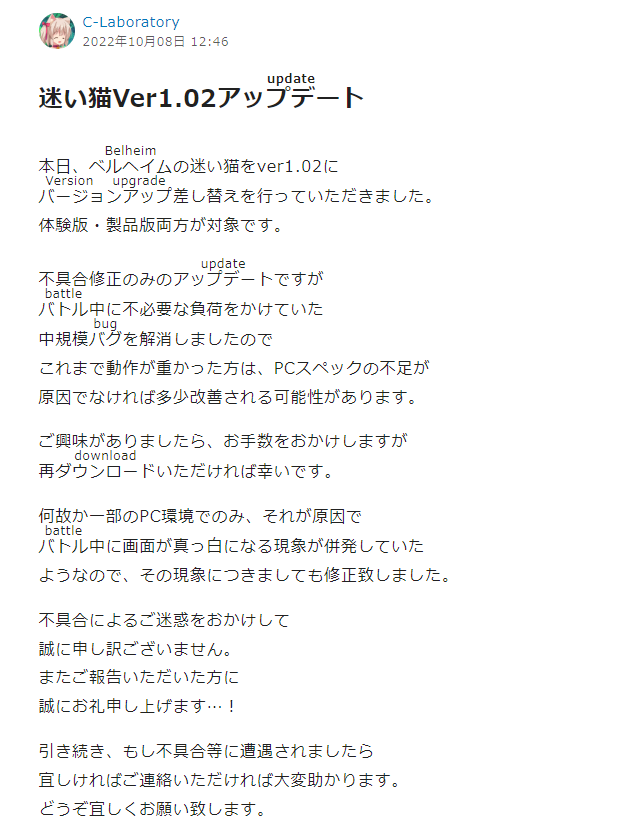 C-Laboratory
2022年10月08日 12:46
update
迷い猫Ver1.02アップデート
Belheim
本日、ベルヘイムの迷い猫をver1.02に
Version upgrade
バージョンアップ差し替えを行っていただきました。
体験版・製品版両方が対象です。
update
不具合修正のみのアップデートですが
battle
バトル中に不必要な負荷をかけていた
bug
中規模バグを解消しましたので
これまで動作が重かった方は、PCスペックの不足が
原因でなければ多少改善される可能性があります。
ご興味がありましたら、お手数をおかけしますが
download
再ダウンロードいただければ幸いです。
何故か一部のPC環境でのみ、それが原因で
battle
バトル中に画面が真っ白になる現象が併発していた
ようなので、その現象につきましても修正致しました。
不具合によるご迷惑をおかけして
誠に申し訳ございません。
またご報告いただいた方に
誠にお礼申し上げます…！
引き続き、もし不具合等に遭遇されましたら
宜しければご連絡いただければ大変助かります。
どうぞ宜しくお願い致します。